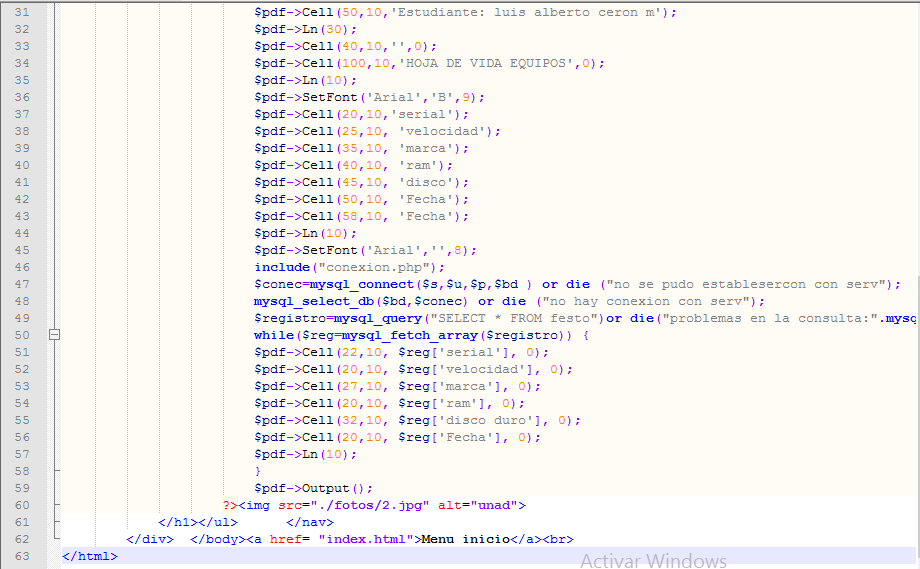 31 $pdf->Cell(50,10,'Estudiante: luis alberto ceron m');
32 $pdf->Ln(30);
33 $pdf->Cell(40,10,'',0);
34 $pdf->Cell(100,10,'HOJA DE VIDA EQUIPOS',0);
35 $pdf->Ln(10);
36 $pdf->SetFont('Arial','B',9);
37 $pdf->Cell(20,10,'serial');
38 $pdf->Cell(25,10, 'velocidad');
39 $pdf->Cell(35,10, 'marca');
40 $pdf->Cell(40,10, 'ram');
41 $pdf->Cell(45,10, 'disco');
42 $pdf->Cell(50,10, 'Fecha');
43 $pdf->Cell(58,10, 'Fecha');
44 $pdf->Ln(10);
45 $pdf->SetFont('Arial','',8);
46 include("conexion.php");
47 $conec=mysql_connect($s,$u,$p,$bd ) or die ("no se pudo establesercon con serv");
48 mysql_select_db($bd,$conec) or die ("no hay conexion con serv");
49 $registro=mysql_query("SELECT * FROM festo")or die("problemas en la consulta:".mysq
50 while($reg=mysql_fetch_array($registro)) {
51 $pdf->Cell(22,10, $reg['serial'], 0);
52 $pdf->Cell(20,10, $reg['velocidad'], 0);
53 $pdf->Cell(27,10, $reg['marca'], 0);
54 $pdf->Cell(20,10, $reg['ram'], 0);
55 $pdf->Cell(32,10, $reg['disco duro'], 0);
56 $pdf->Cell(20,10, $reg['Fecha'], 0);
57 $pdf->Ln(10);
58 }
59 $pdf->Output();
60 ?><img src="./fotos/2.jpg" alt="unad">
61 </h1></ul> </nav>
62 </div> </body><a href= "index.html">Menu inicio</a><br>
63 </html>
Activar Windows